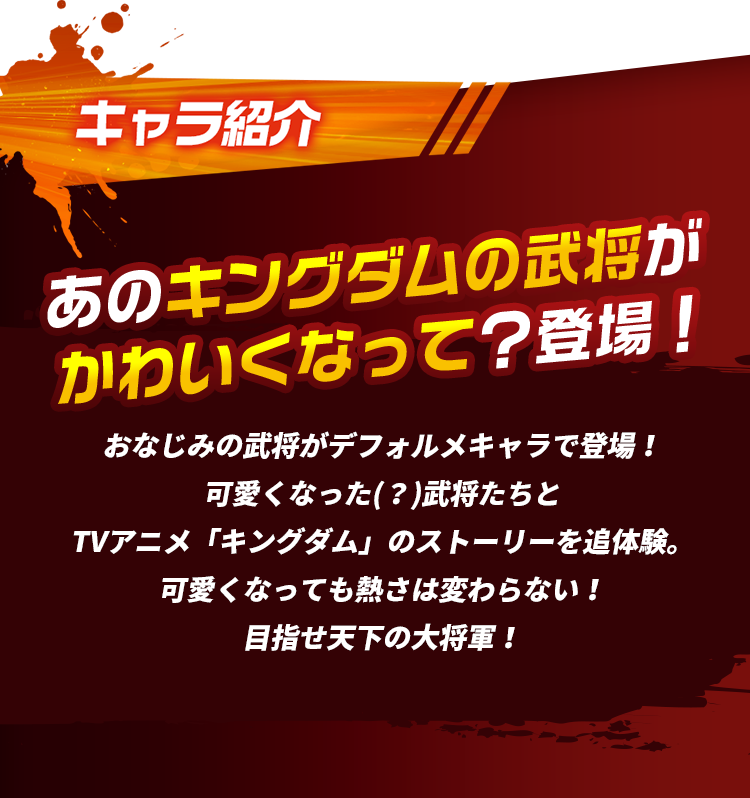 キャラ紹介
あのキングダムの武将が
かわいくなって?登場！
おなじみの武将がデフォルメキャラで登場！
可愛くなった(？)武将たちと
TVアニメ「キングダム」のストーリーを追体験。
可愛くなっても熱さは変わらない！
目指せ天下の大将軍！